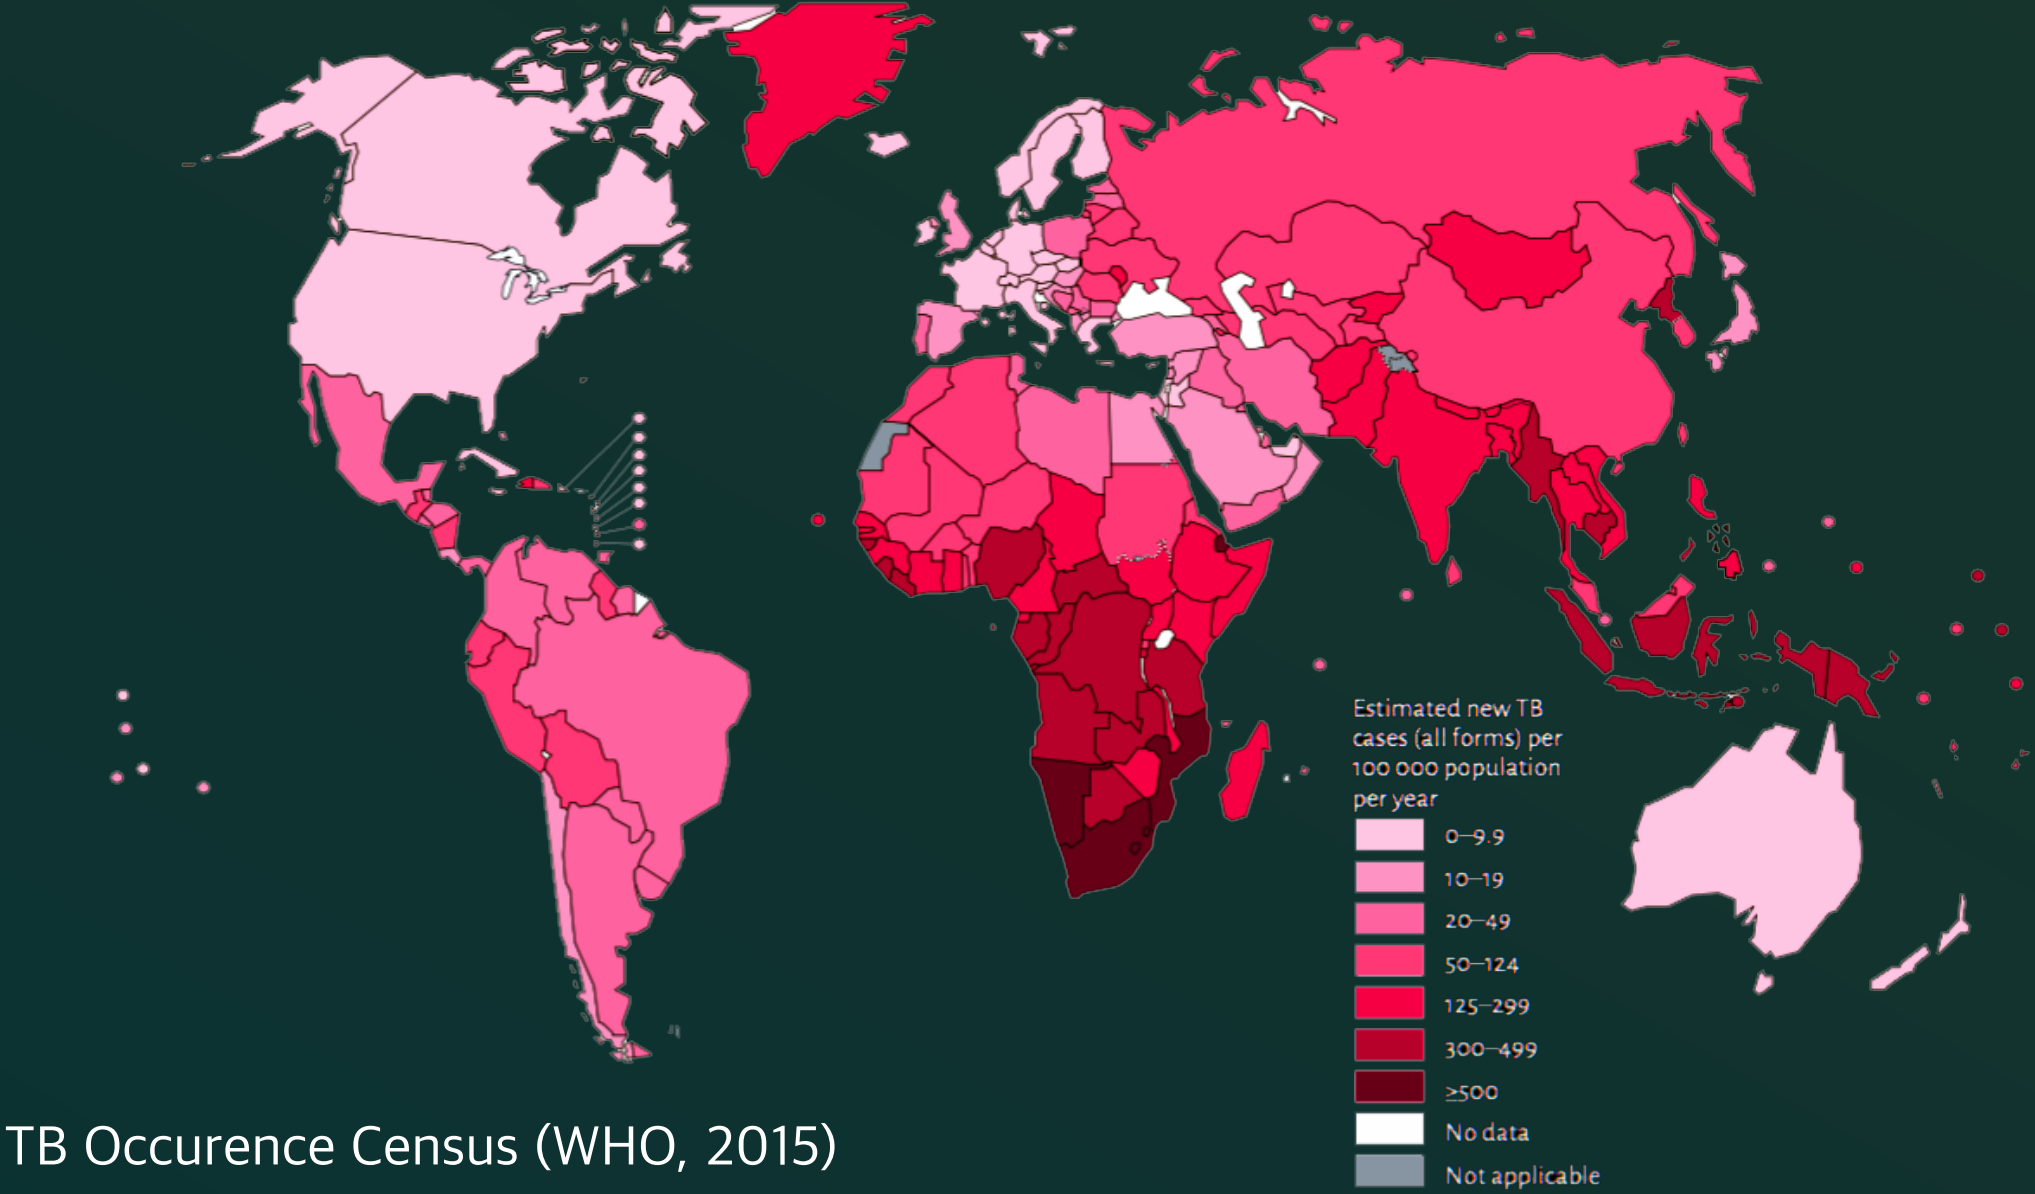 Estimated new TB
cases (all forms) per
100 000 population
per year
0–9.9
10–19
20–49
50–124
125–299
300–499
≥500
No data
Not applicable
TB Occurence Census (WHO, 2015)